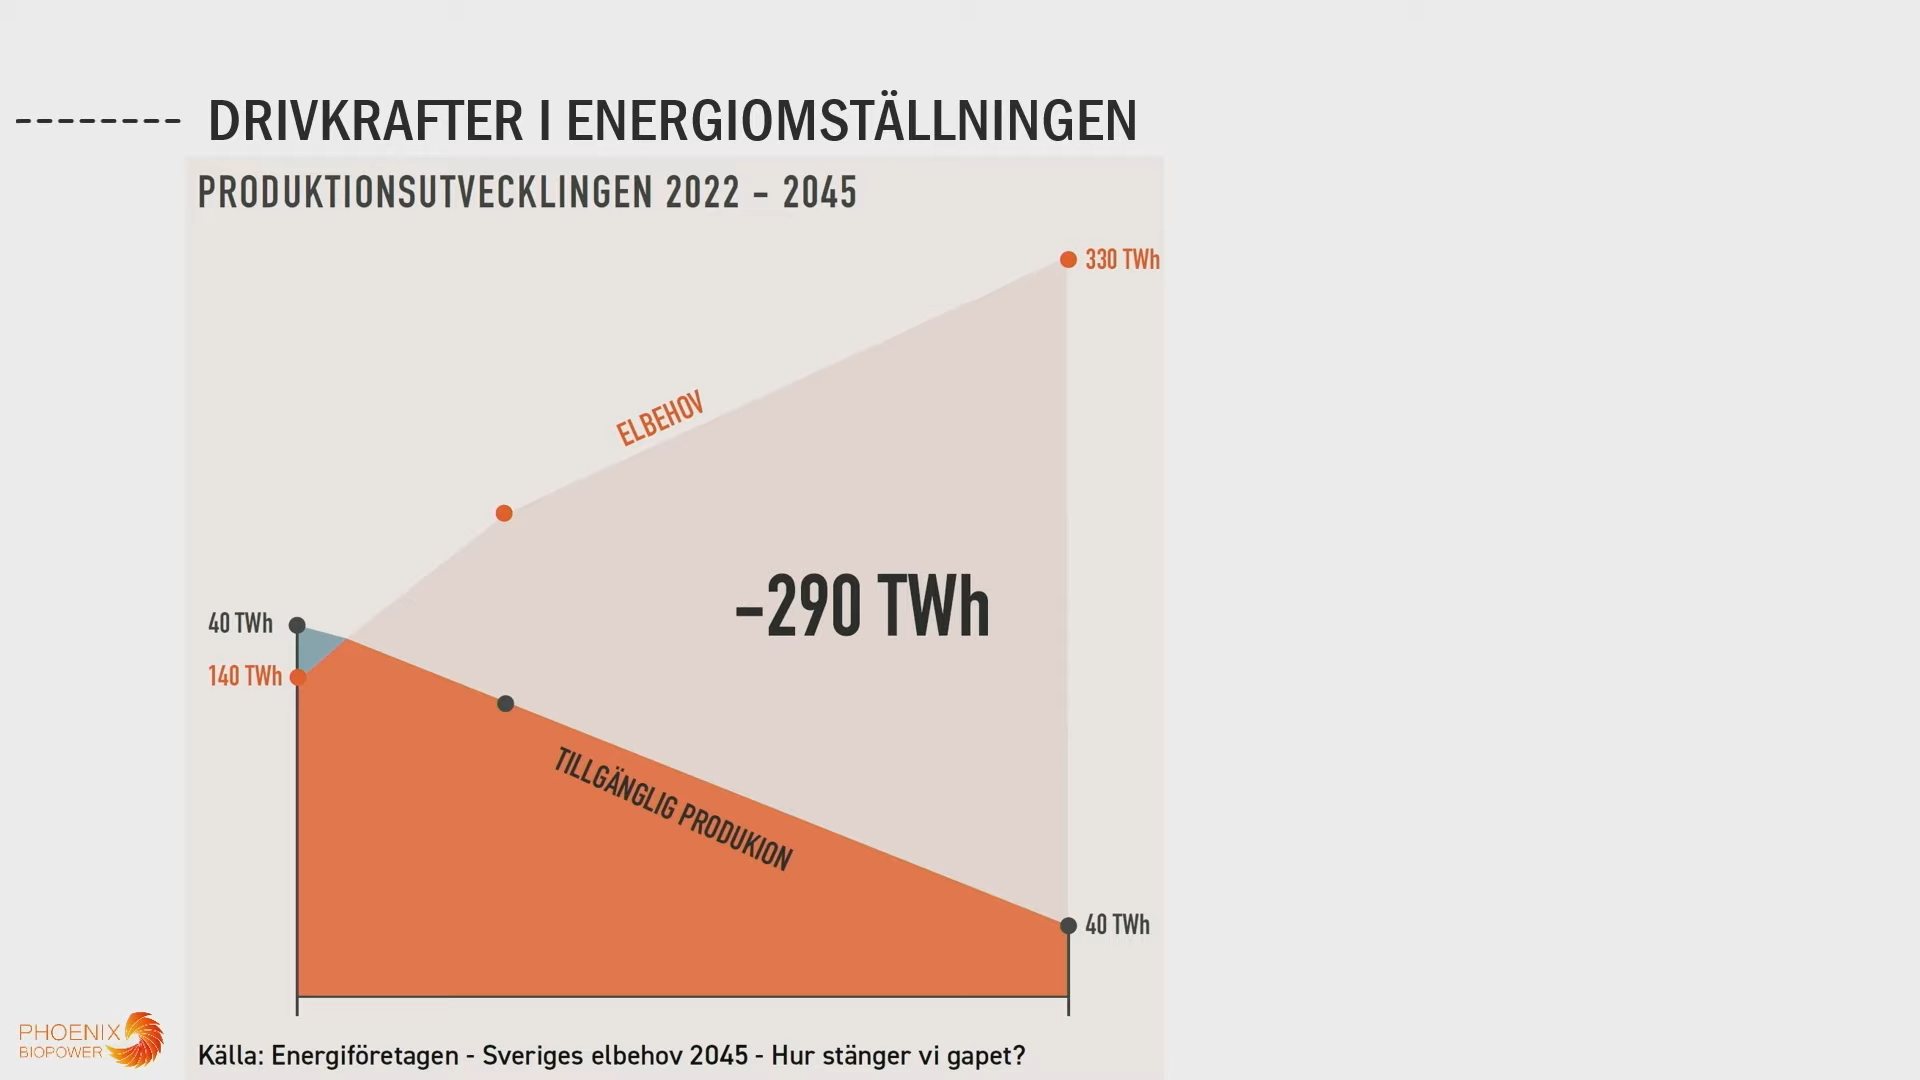 DRIVKRAFTER I ENERGIOMSTÄLLNINGEN
PRODUKTIONSUTVECKLINGEN 2022 – 2045
330 TWh
ELBEHOV
–290 TWh
40 TWh
140 TWh
TILLGÄNGLIG PRODUKION
40 TWh
PHOENIX
BIOPOWER
Källa: Energiföretagen - Sveriges elbehov 2045 - Hur stänger vi gapet?